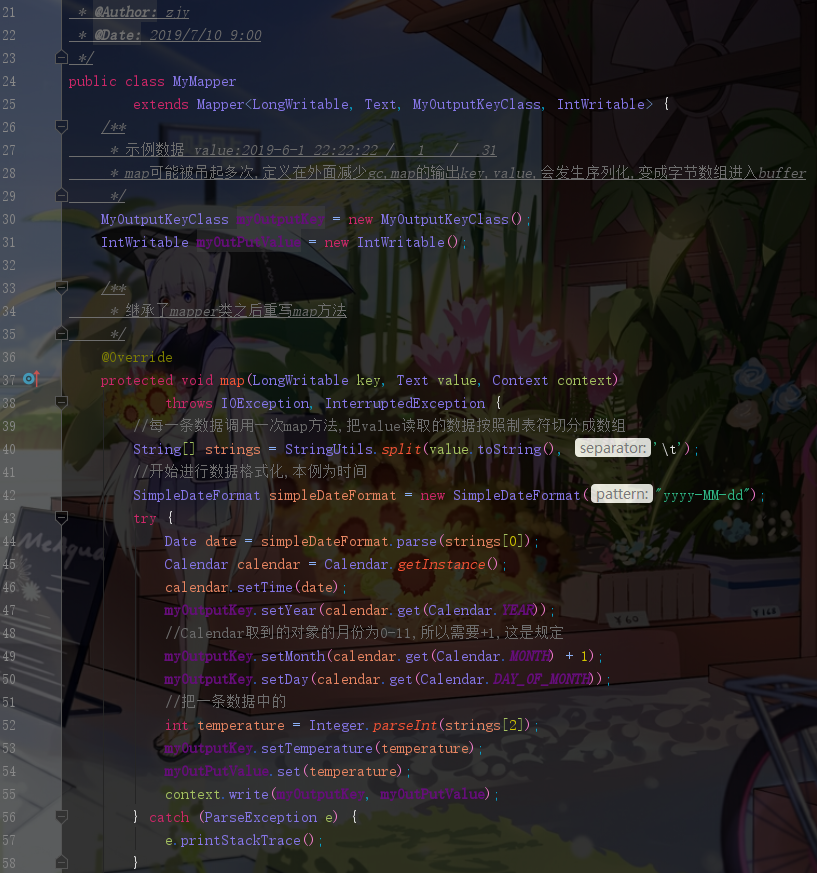 21 * @Author: zjy
22 * @Date: 2019/7/10 9:00
23 */
24 public class MyMapper
25 extends Mapper<LongWritable, Text, MyOutputKeyClass, IntWritable> {
26 /**
27 * 示例数据 value:2019-6-1 22:22:22 / 1 / 31
28 * map可能被吊起多次,定义在外面减少gc,map的输出key,value,会发生序列化,变成字节数组进入buffer
29 */
30 MyOutputKeyClass myOutputKey = new MyOutputKeyClass();
31 IntWritable myOutPutValue = new IntWritable();
32
33 /**
34 * 继承了mapper类之后重写map方法
35 */
36 @Override
37 protected void map(LongWritable key, Text value, Context context)
38 throws IOException, InterruptedException {
39 //每一条数据调用一次map方法,把value读取的数据按照制表符切分成数组
40 String[] strings = StringUtils.split(value.toString(), separator: '\t');
41 //开始进行数据格式化,本例为时间
42 SimpleDateFormat simpleDateFormat = new SimpleDateFormat( pattern: "yyyy-MM-dd");
43 try {
44 Date date = simpleDateFormat.parse(strings[0]);
45 Calendar calendar = Calendar.getInstance();
46 calendar.setTime(date);
47 myOutputKey.setYear(calendar.get(Calendar.YEAR));
48 //Calendar取到的对象的月份为0-11,所以需要+1,这是规定
49 myOutputKey.setMonth(calendar.get(Calendar.MONTH) + 1);
50 myOutputKey.setDay(calendar.get(Calendar.DAY_OF_MONTH));
51 //把一条数据中的
52 int temperature = Integer.parseInt(strings[2]);
53 myOutputKey.setTemperature(temperature);
54 myOutPutValue.set(temperature);
55 context.write(myOutputKey, myOutPutValue);
56 } catch (ParseException e) {
57 e.printStackTrace();
58 }
MeAqua
¥60
¥168